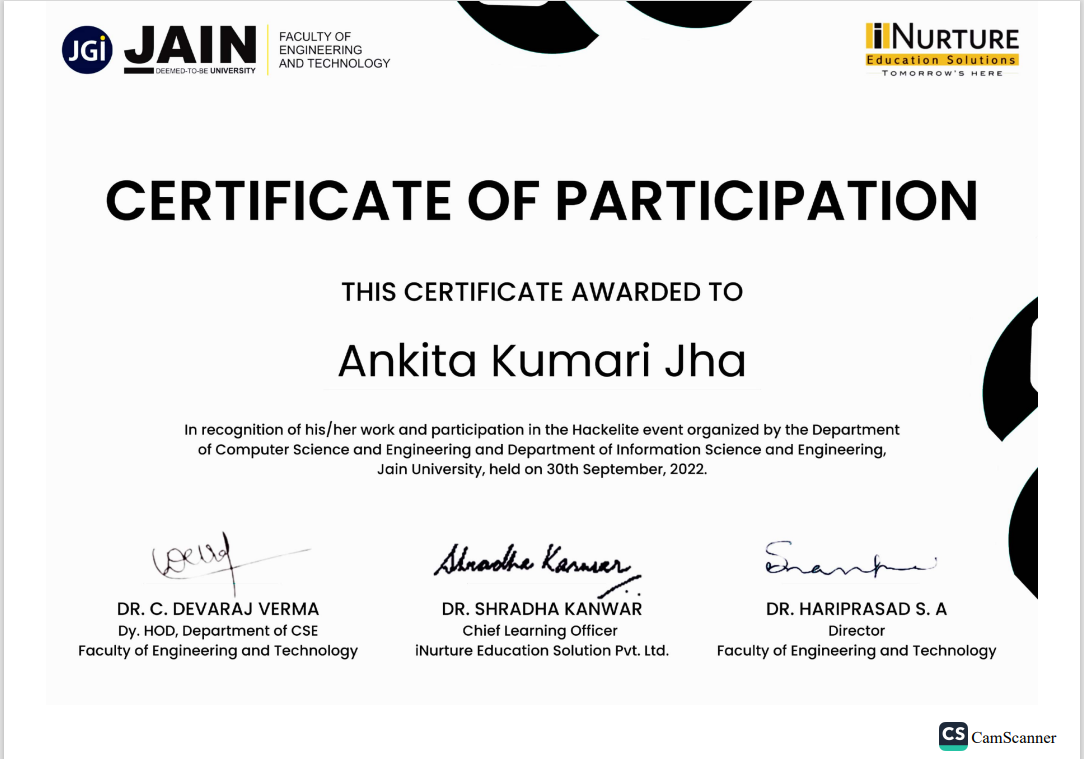 JGi JAIN
DEEMED-TO-BE UNIVERSITY
FACULTY OF
ENGINEERING
AND TECHNOLOGY
iNURTURE
Education Solutions
TOMORROW'S HERE
CERTIFICATE OF PARTICIPATION
THIS CERTIFICATE AWARDED TO
Ankita Kumari Jha
In recognition of his/her work and participation in the Hackelite event organized by the Department
of Computer Science and Engineering and Department of Information Science and Engineering,
Jain University, held on 30th September, 2022.
Shradha Kanwar
DR. C. DEVARAJ VERMA
Dy. HOD, Department of CSE
Faculty of Engineering and Technology
DR. SHRADHA KANWAR
Chief Learning Officer
iNurture Education Solution Pvt. Ltd.
DR. HARIPRASAD S. A
Director
Faculty of Engineering and Technology
CS CamScanner